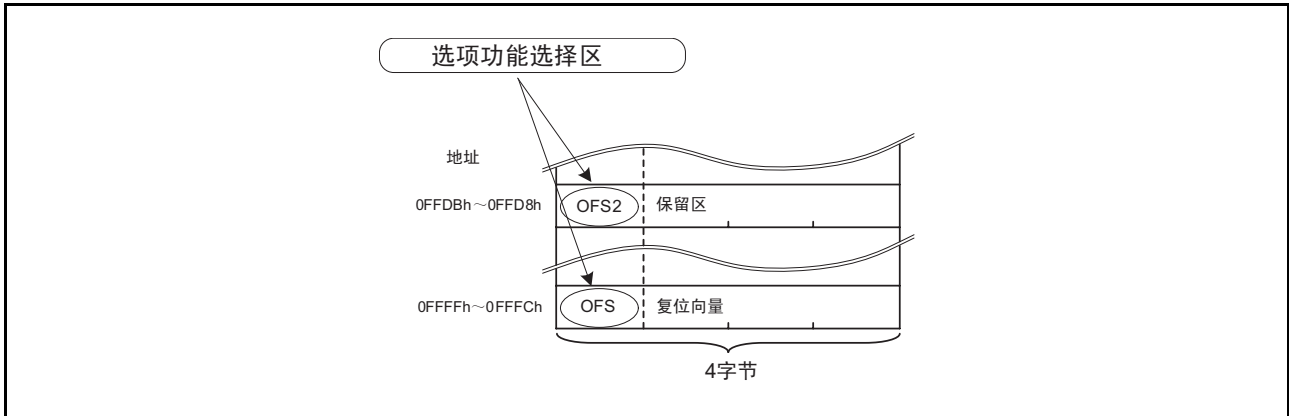 选项功能选择区
地址
0FFDBh～0FFD8h OFS2 保留区
0FFFFh～0FFFCh OFS 复位向量
4字节